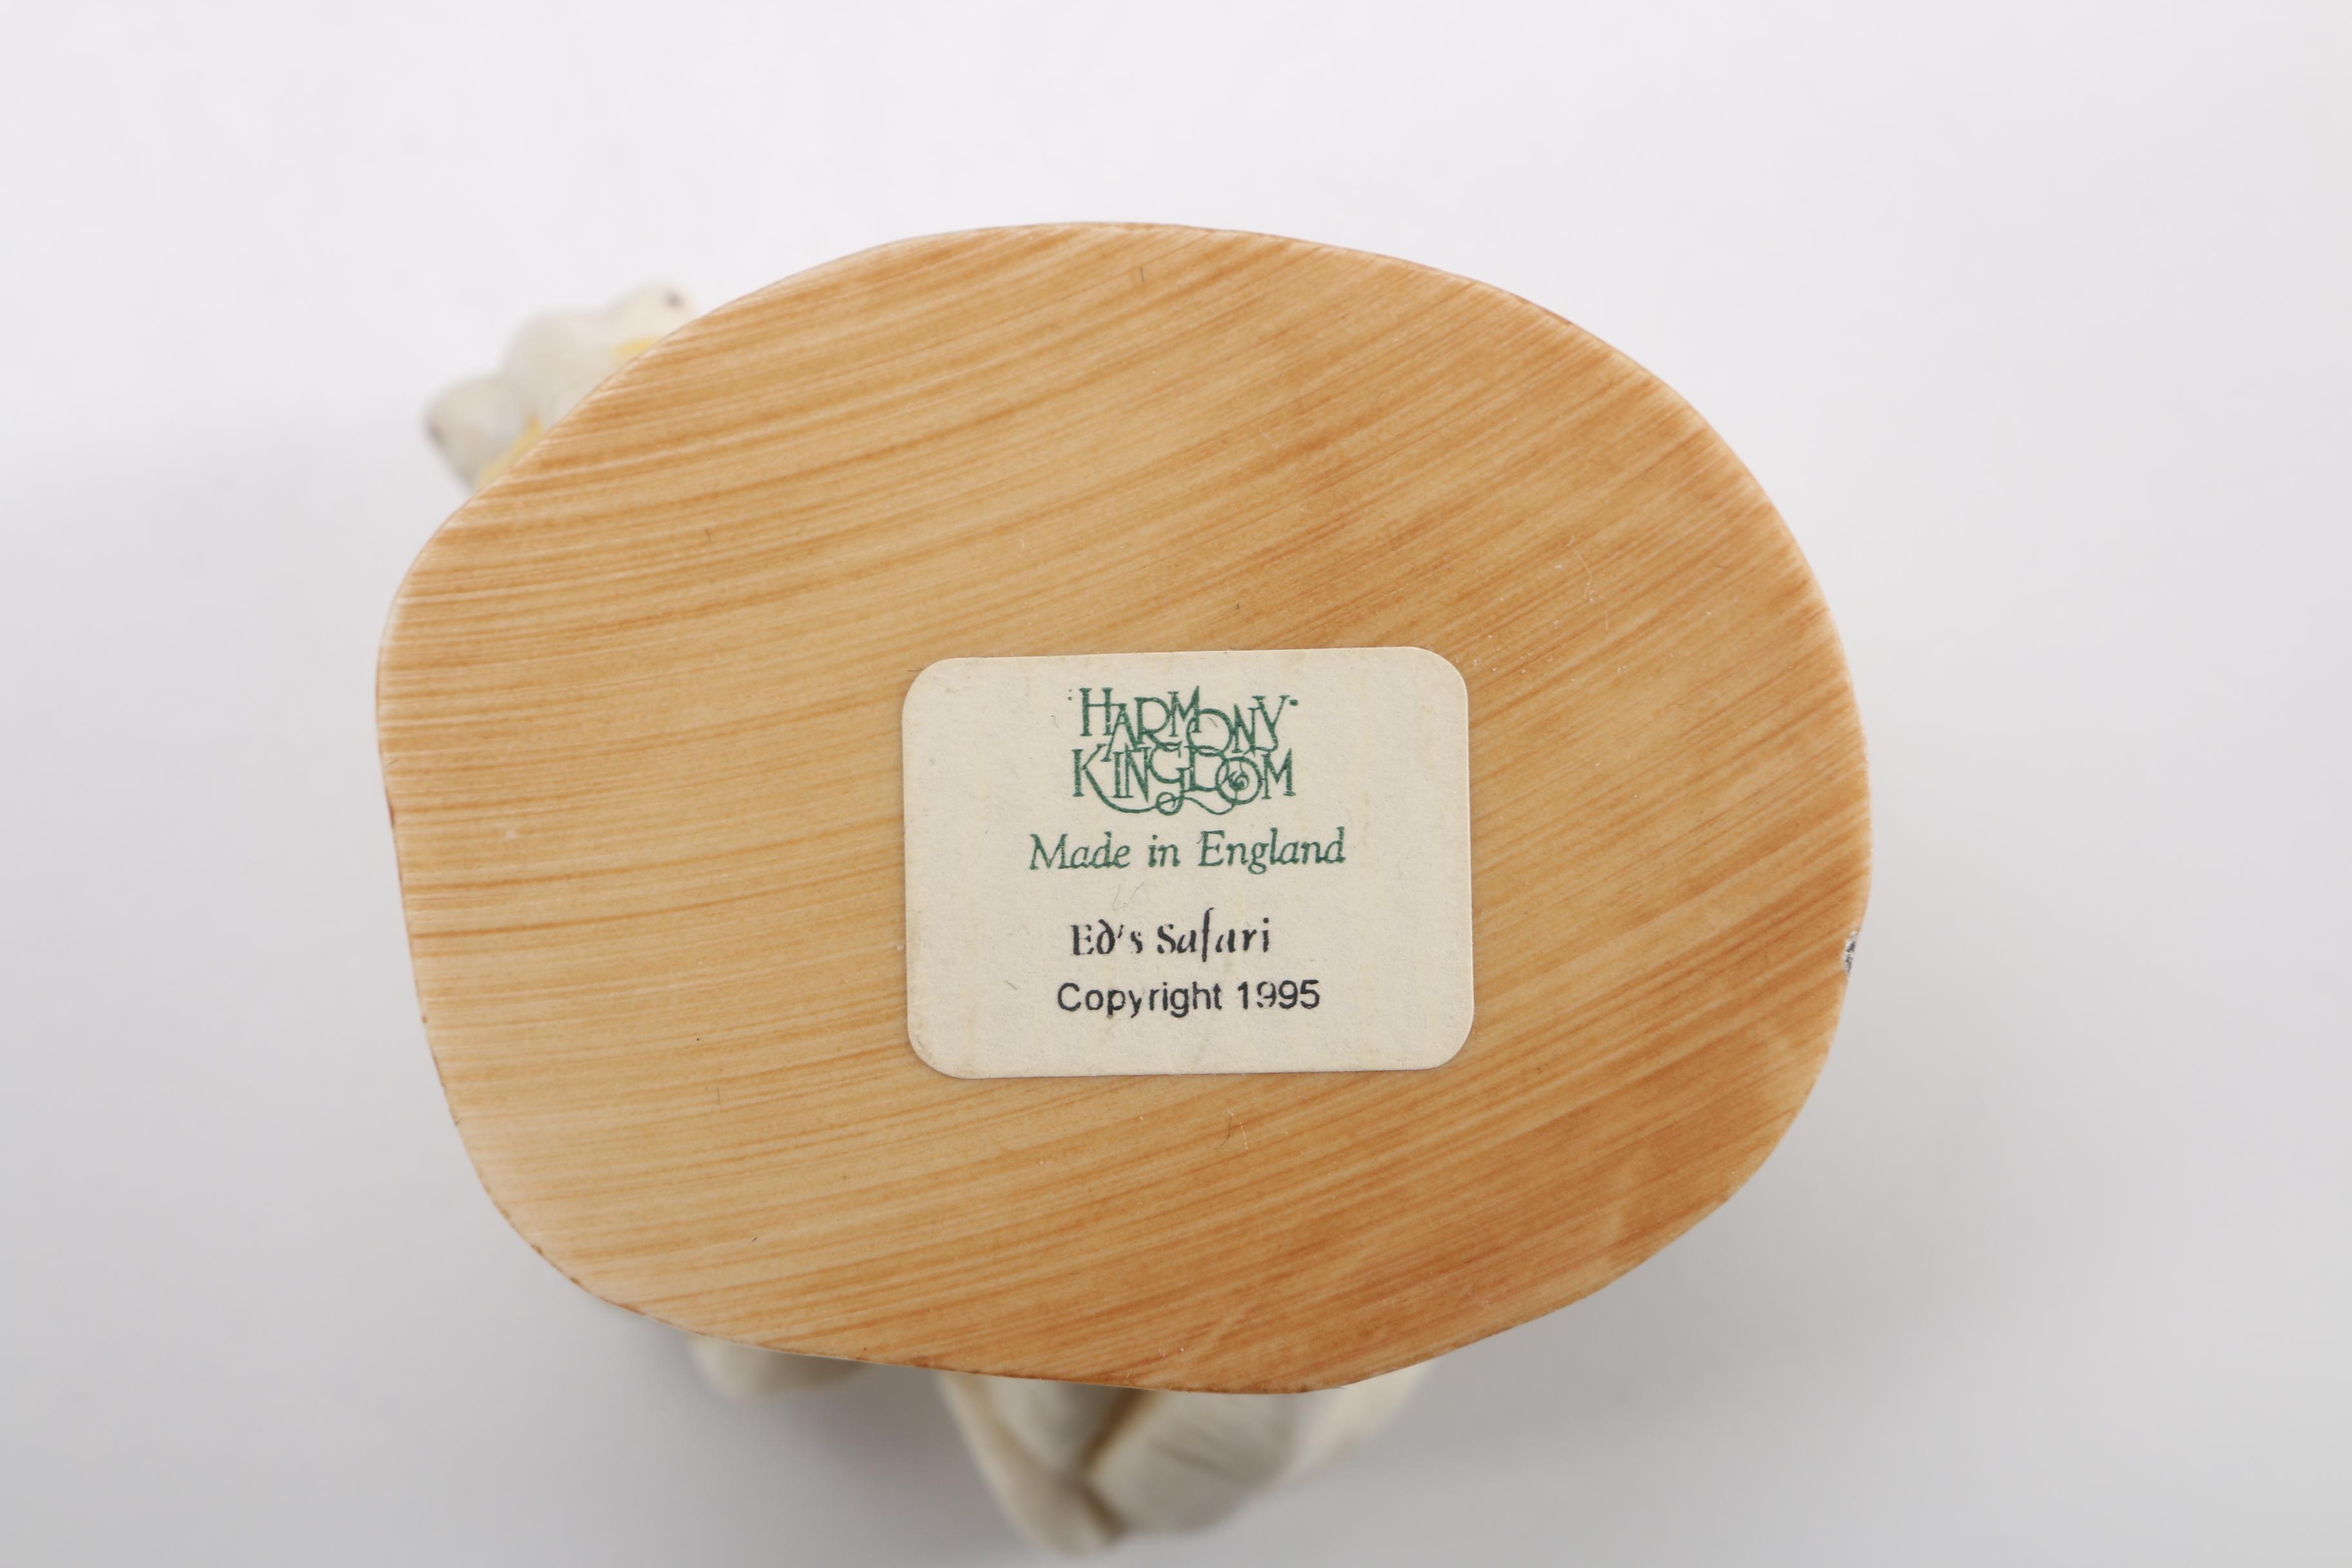 HARMONY
KINGDOM
Made in England
Ed's Safari
Copyright 1995